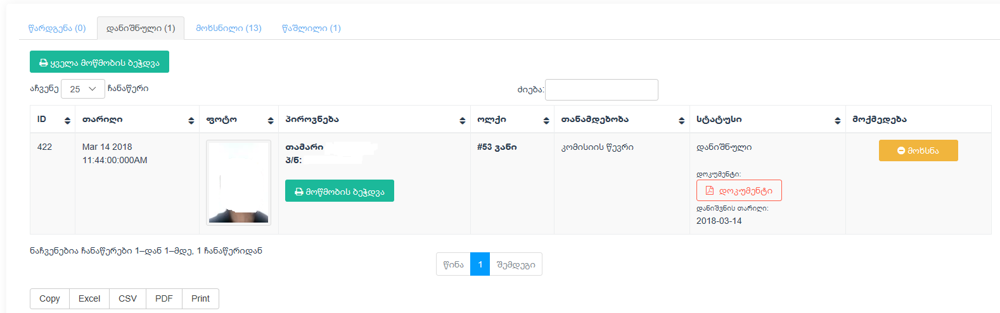 წარდგენა (0) დანიშნული (1) მოხსნილი (13) წაშლილი (1)
ყველა მოწმობის ბეჭდვა
აჩვენე 25 ჩანაწერი ძიება:
ID თარიღი ფოტო პიროვნება ოლქი თანამდებობა სტატუსი მოქმედება
422 Mar 14 2018 თამარი #53 ვანი კომისიის წევრი დანიშნული მოხსნა
11:44:00:000AM პ/ნ:
დოკუმენტი:
მოწმობის ბეჭდვა დოკუმენტი
დანიშვნის თარიღი:
2018-03-14
ნაჩვენებია ჩანაწერები 1–დან 1–მდე, 1 ჩანაწერიდან
წინა 1 შემდეგი
Copy Excel CSV PDF Print